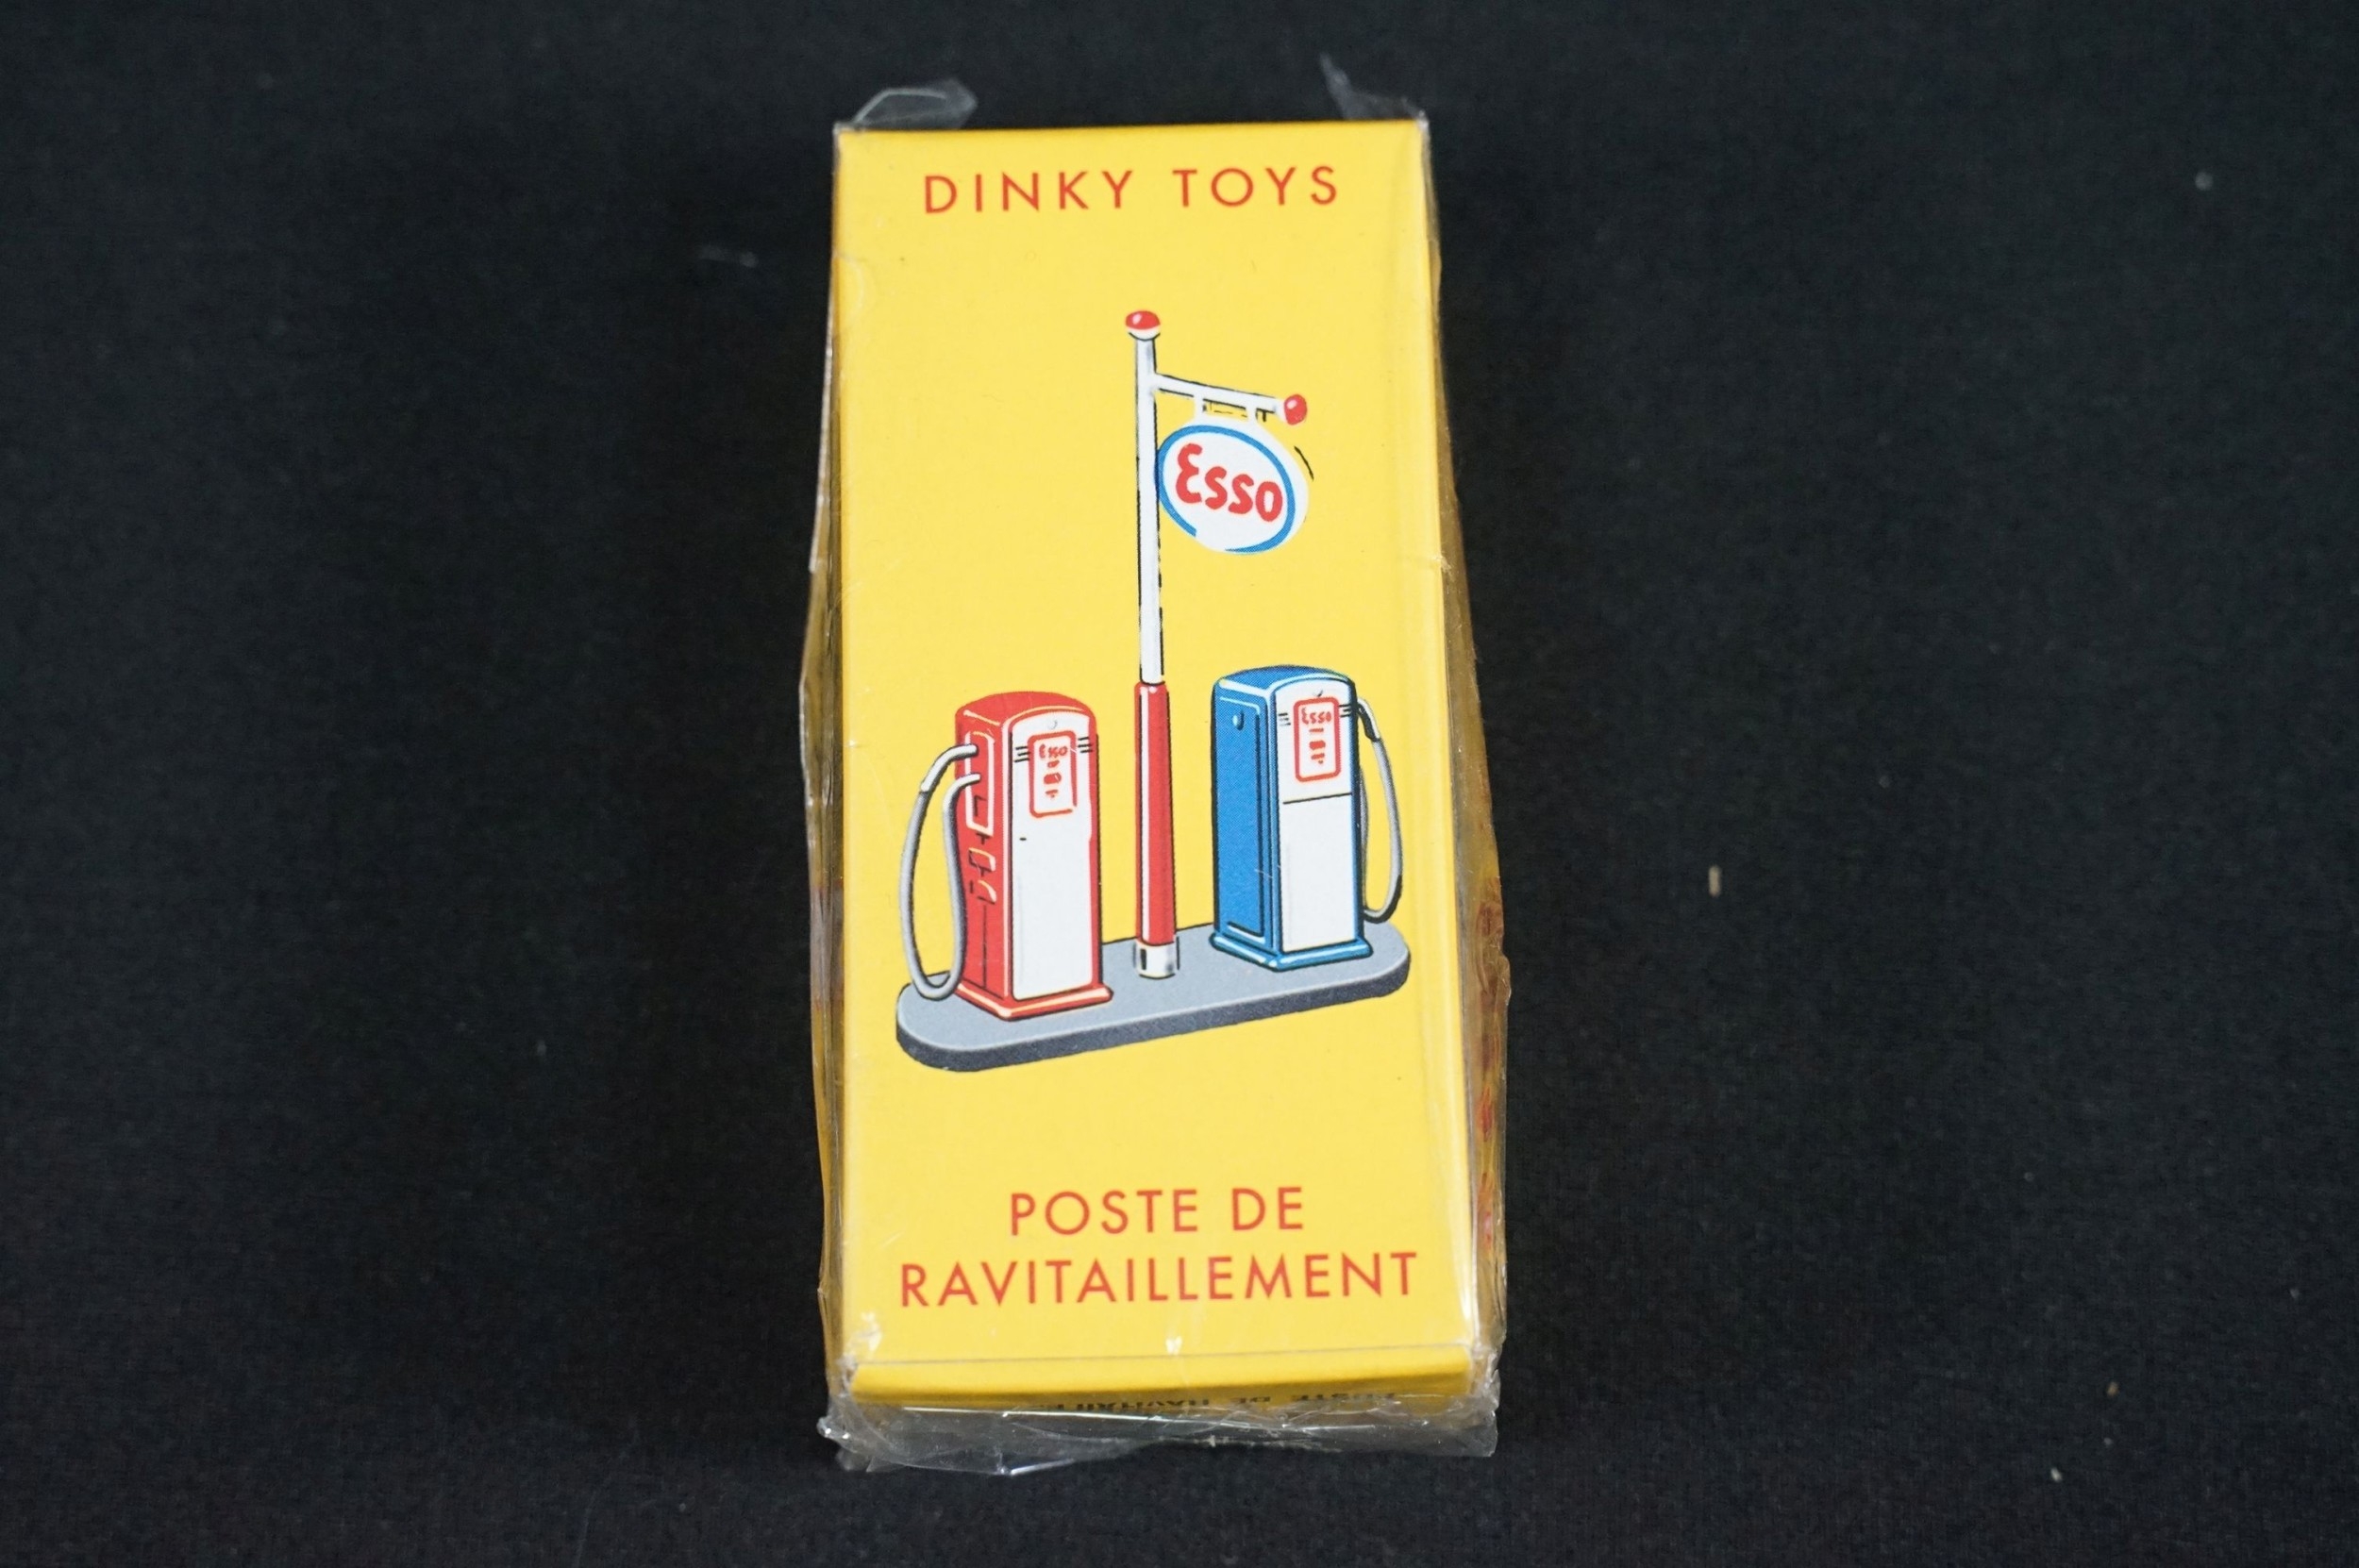 DINKY TOYS
Esso
Esso
Esso
POSTE DE
RAVITAILLEMENT